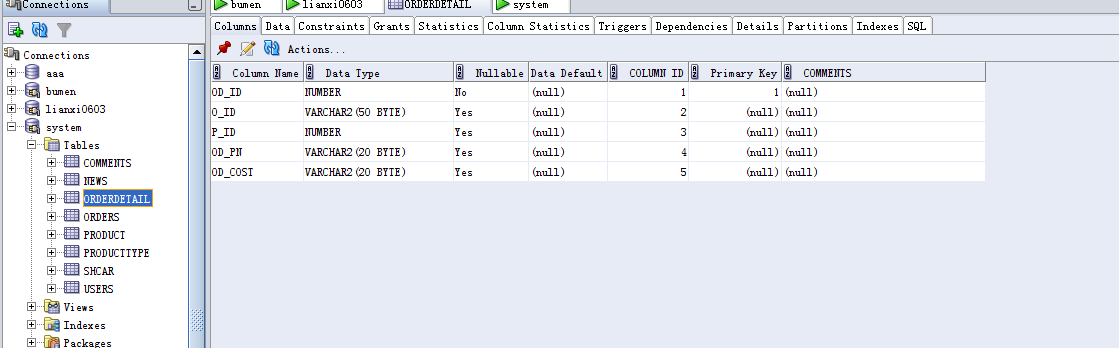 Connections
bumen
lianxi0603
ORDERDETAIL
system
Columns Data Constraints Grants Statistics Column Statistics Triggers Dependencies Details Partitions Indexes SQL
Actions...
Connections
aaa
bumen
lianxi0603
system
Tables
COMMENTS
NEWS
ORDERDETAIL
ORDERS
PRODUCT
PRODUCTTYPE
SHCAR
USERS
Views
Indexes
Packages
Column Name Data Type Nullable Data Default COLUMN ID Primary Key COMMENTS
OD_ID NUMBER No (null) 1 1 (null)
O_ID VARCHAR2(50 BYTE) Yes (null) 2 (null) (null)
P_ID NUMBER Yes (null) 3 (null) (null)
OD_PN VARCHAR2(20 BYTE) Yes (null) 4 (null) (null)
OD_COST VARCHAR2(20 BYTE) Yes (null) 5 (null) (null)